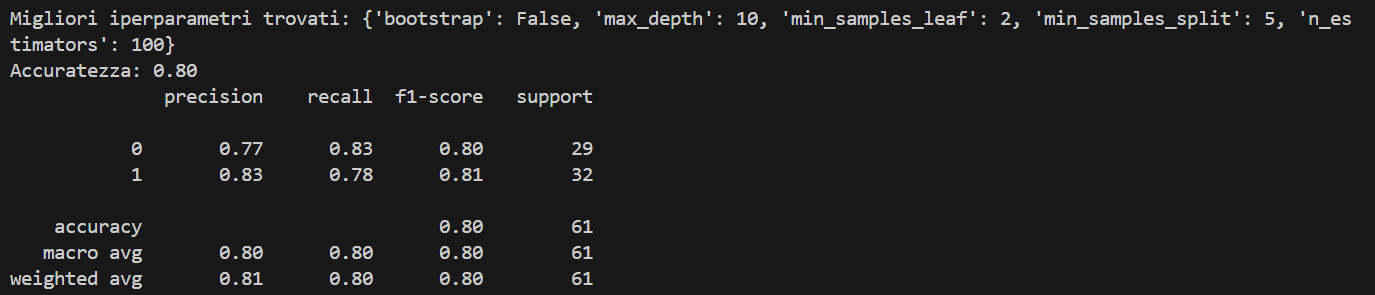 Migliori iperparametri trovati: {'bootstrap': False, 'max_depth': 10, 'min_samples_leaf': 2, 'min_samples_split': 5, 'n_es
timators': 100}
Accuratezza: 0.80
              precision    recall  f1-score   support

           0       0.77      0.83      0.80        29
           1       0.83      0.78      0.81        32

    accuracy                           0.80        61
   macro avg       0.80      0.80      0.80        61
weighted avg       0.81      0.80      0.80        61